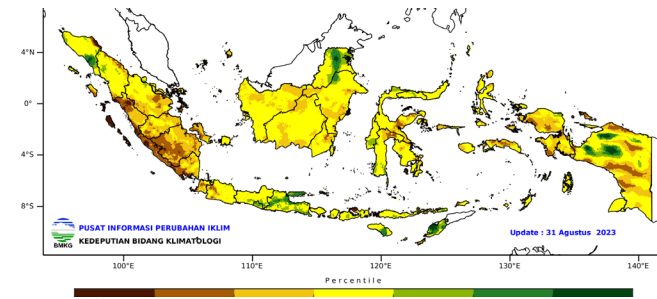 4°N
0°
4°S
8°S
BMKG
PUSAT INFORMASI PERUBAHAN IKLIM
KEDEPUTIAN BIDANG KLIMATOLOGI
Update : 31 Agustus 2023
100°E 110°E 120°E 130°E 140°E
Percentile